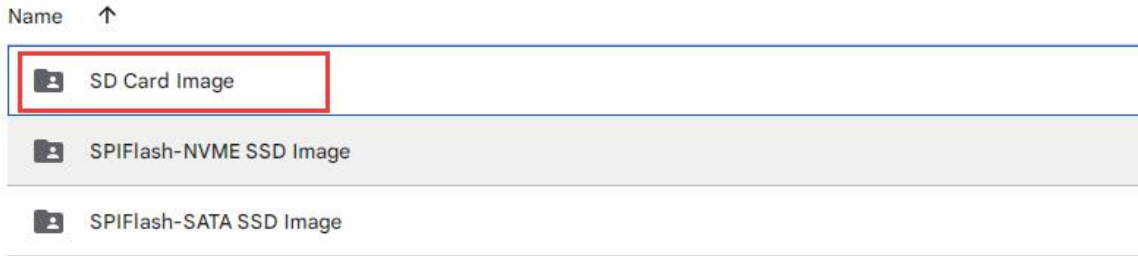 Name ↑
SD Card Image
SPIFlash-NVME SSD Image
SPIFlash-SATA SSD Image